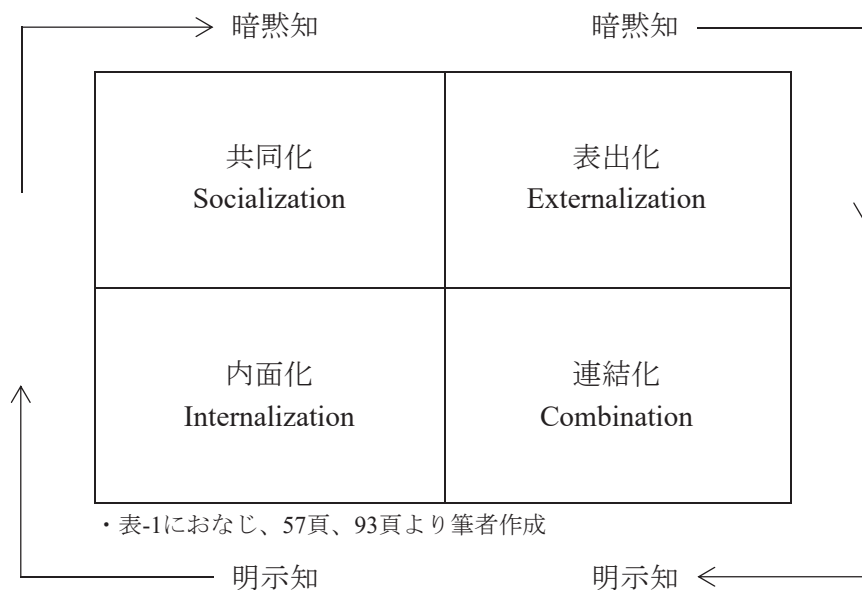 暗黙知 暗黙知
共同化 表出化
Socialization Externalization
内面化 連結化
Internalization Combination
・表-1におなじ、57頁、93頁より筆者作成
明示知 明示知